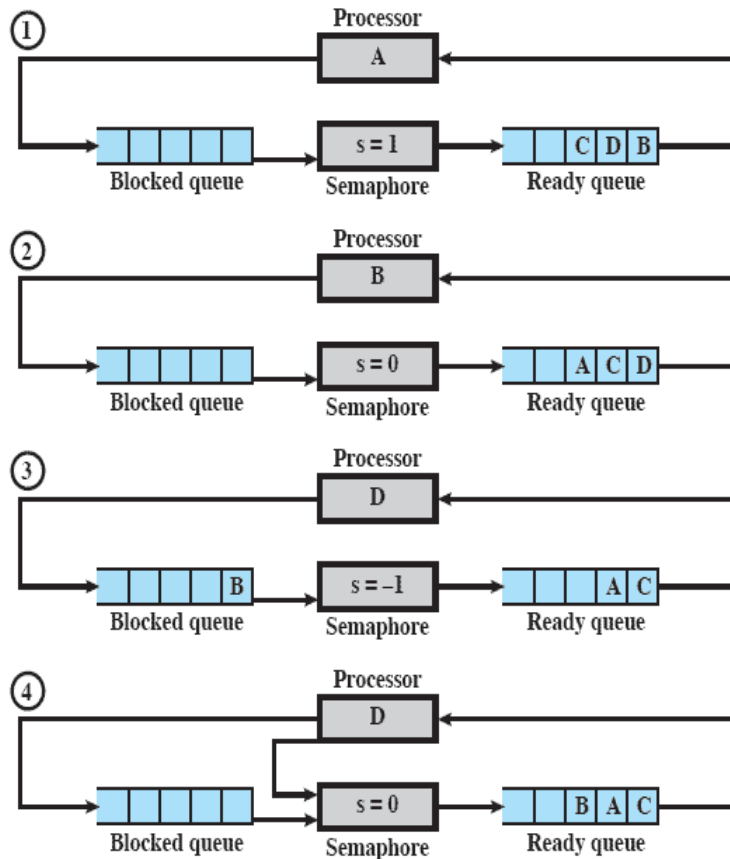 1
Processor
A
s = 1
C D B
Blocked queue
Semaphore
Ready queue
2
Processor
B
s = 0
A C D
Blocked queue
Semaphore
Ready queue
3
Processor
D
B
s = –1
A C
Blocked queue
Semaphore
Ready queue
4
Processor
D
s = 0
B A C
Blocked queue
Semaphore
Ready queue